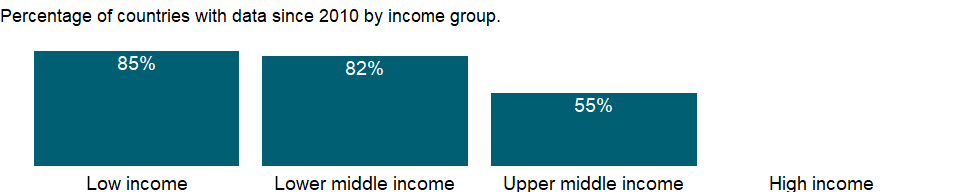 Percentage of countries with data since 2010 by income group.
85%
82%
55%
Low income
Lower middle income
Upper middle income
High income